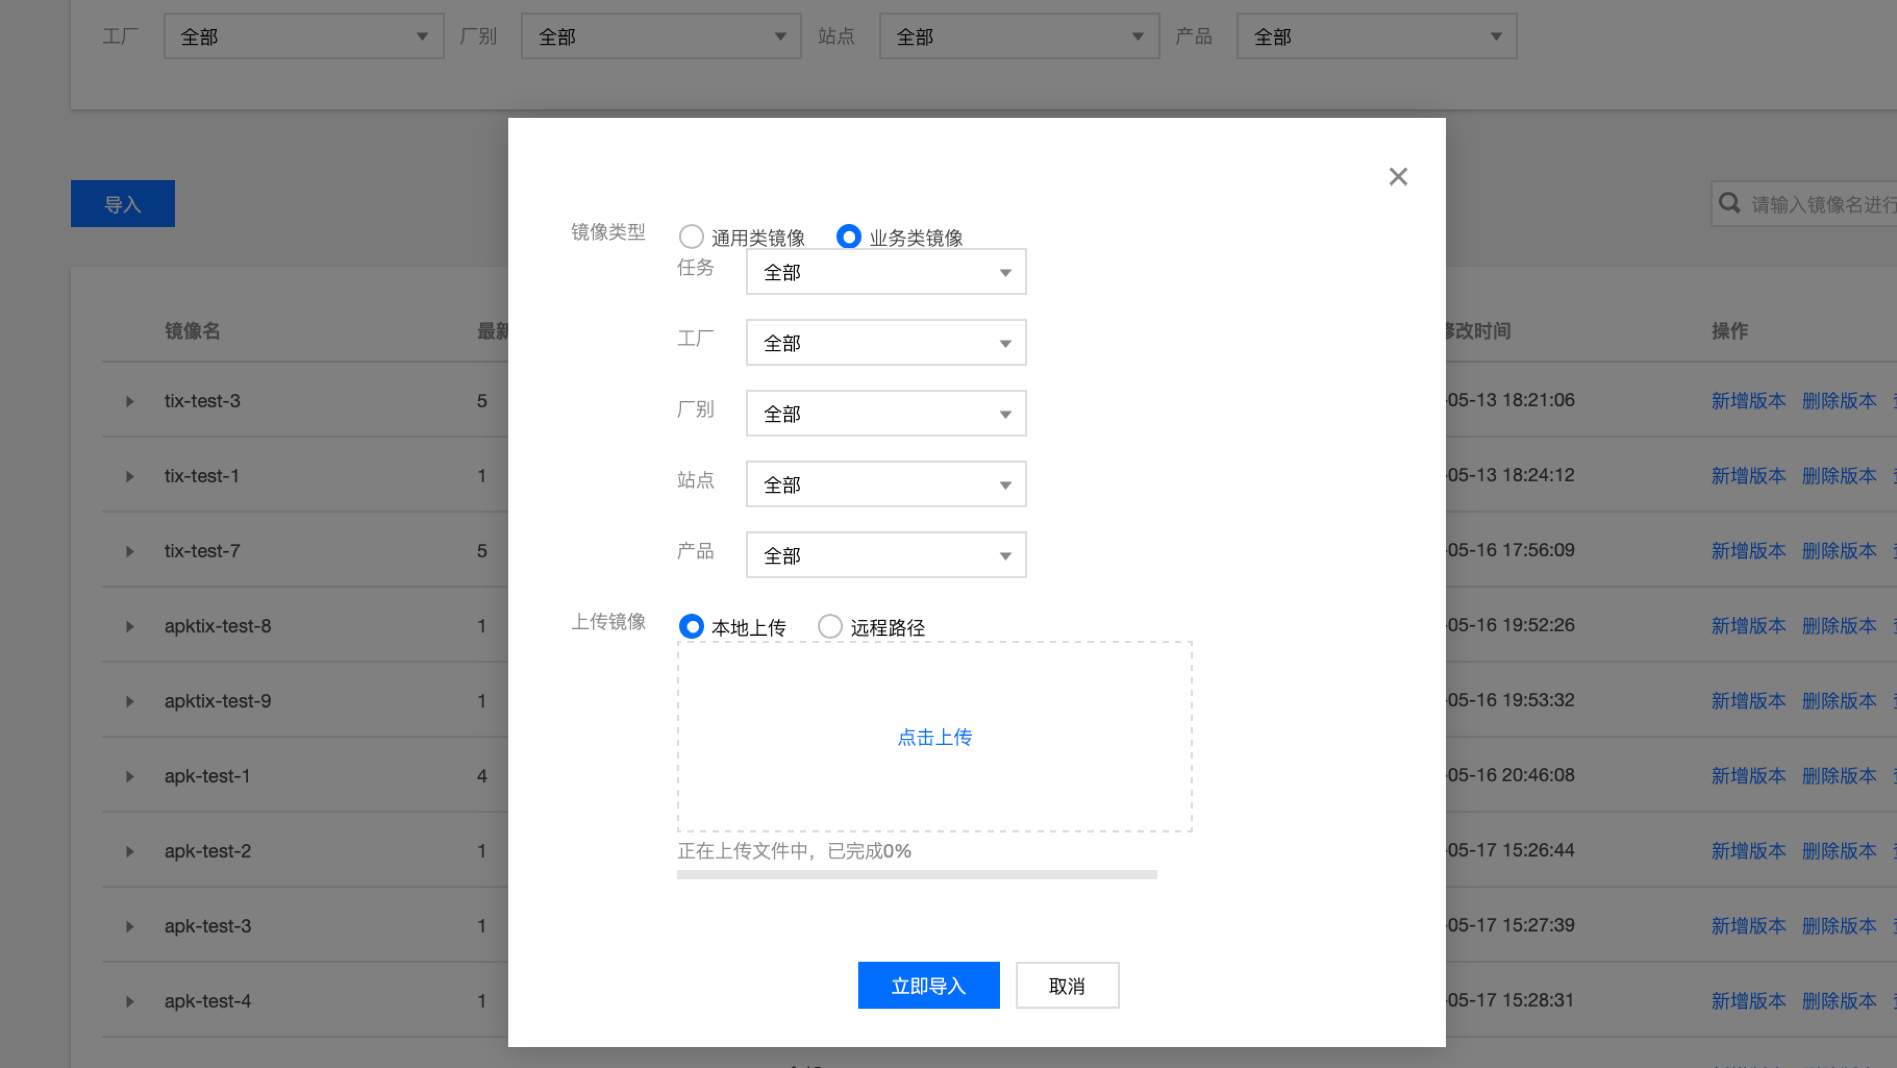 工厂 全部 厂别 全部 站点 全部 产品 全部
导入
请输入镜像名进行
镜像类型 通用类镜像 业务类镜像
任务 全部
工厂 全部
厂别 全部
站点 全部
产品 全部
上传镜像 本地上传 远程路径
点击上传
正在上传文件中，已完成0%
立即导入 取消
镜像名 最新 修改时间 操作
tix-test-3 5 -05-13 18:21:06 新增版本 删除版本
tix-test-1 1 -05-13 18:24:12 新增版本 删除版本
tix-test-7 5 -05-16 17:56:09 新增版本 删除版本
apktix-test-8 1 -05-16 19:52:26 新增版本 删除版本
apktix-test-9 1 -05-16 19:53:32 新增版本 删除版本
apk-test-1 4 -05-16 20:46:08 新增版本 删除版本
apk-test-2 1 -05-17 15:26:44 新增版本 删除版本
apk-test-3 1 -05-17 15:27:39 新增版本 删除版本
apk-test-4 1 -05-17 15:28:31 新增版本 删除版本